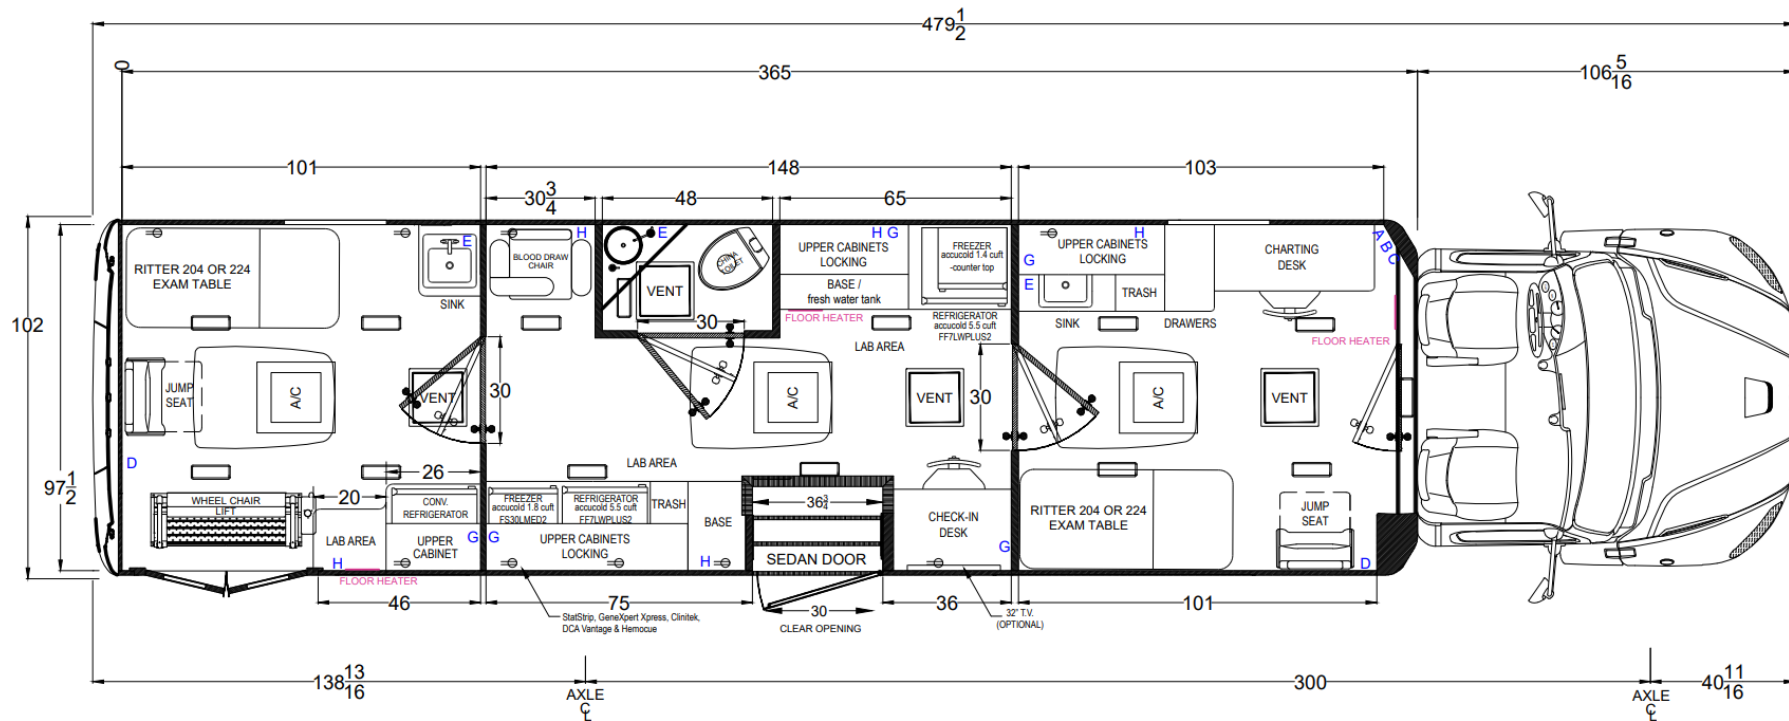 479 1/2
0
365
106 5/16
101
148
103
30 3/4
48
65
102
97 1/2
RITTER 204 OR 224
EXAM TABLE
E
SINK
H
BLOOD DRAW
CHAIR
E
CHINA
TOILET
VENT
30
H G
UPPER CABINETS
LOCKING
BASE /
fresh water tank
FLOOR HEATER
FREEZER
accucold 1.4 cuft
-counter top
REFRIGERATOR
accucold 5.5 cuft
FF7LWPLUS2
LAB AREA
H
UPPER CABINETS
LOCKING
G
E
SINK
TRASH
DRAWERS
CHARTING
DESK
A B C
FLOOR HEATER
JUMP
SEAT
A/C
VENT
30
A/C
VENT
30
A/C
VENT
D
26
20
WHEEL CHAIR
LIFT
CONV.
REFRIGERATOR
LAB AREA
H
UPPER
CABINET
G
FLOOR HEATER
LAB AREA
FREEZER
accucold 1.8 cuft
FS30LMED2
REFRIGERATOR
accucold 5.5 cuft
FF7LWPLUS2
TRASH
BASE
G
UPPER CABINETS
LOCKING
H
36 3/4
SEDAN DOOR
CHECK-IN
DESK
G
RITTER 204 OR 224
EXAM TABLE
JUMP
SEAT
D
46
75
30
CLEAR OPENING
36
101
StatStrip, GeneXpert Xpress, Clinitek,
DCA Vantage & Hemocue
32" T.V.
(OPTIONAL)
138 13/16
AXLE
CL
300
AXLE
CL
40 11/16